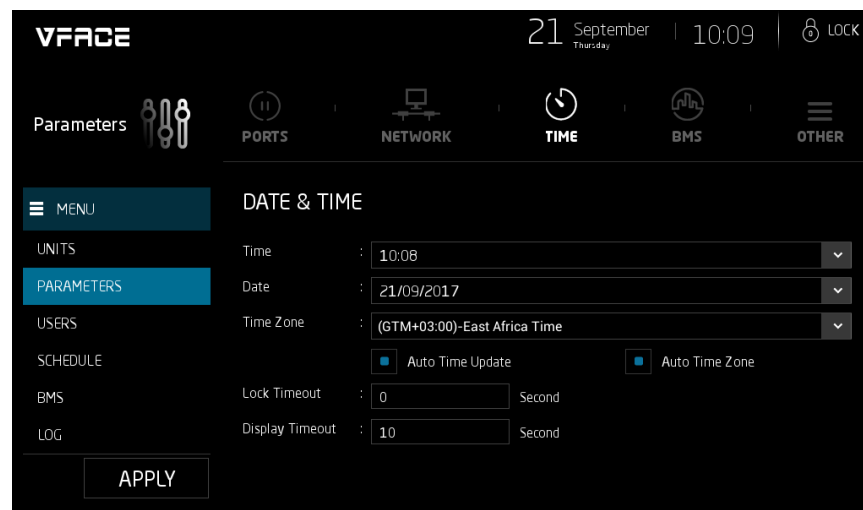 VFACE
21 September
Thursday
10:09
LOCK
Parameters
PORTS
NETWORK
TIME
BMS
OTHER
MENU
UNITS
PARAMETERS
USERS
SCHEDULE
BMS
LOG
APPLY
DATE & TIME
Time : 10:08
Date : 21/09/2017
Time Zone : (GTM+03:00)-East Africa Time
Auto Time Update Auto Time Zone
Lock Timeout : 0 Second
Display Timeout : 10 Second